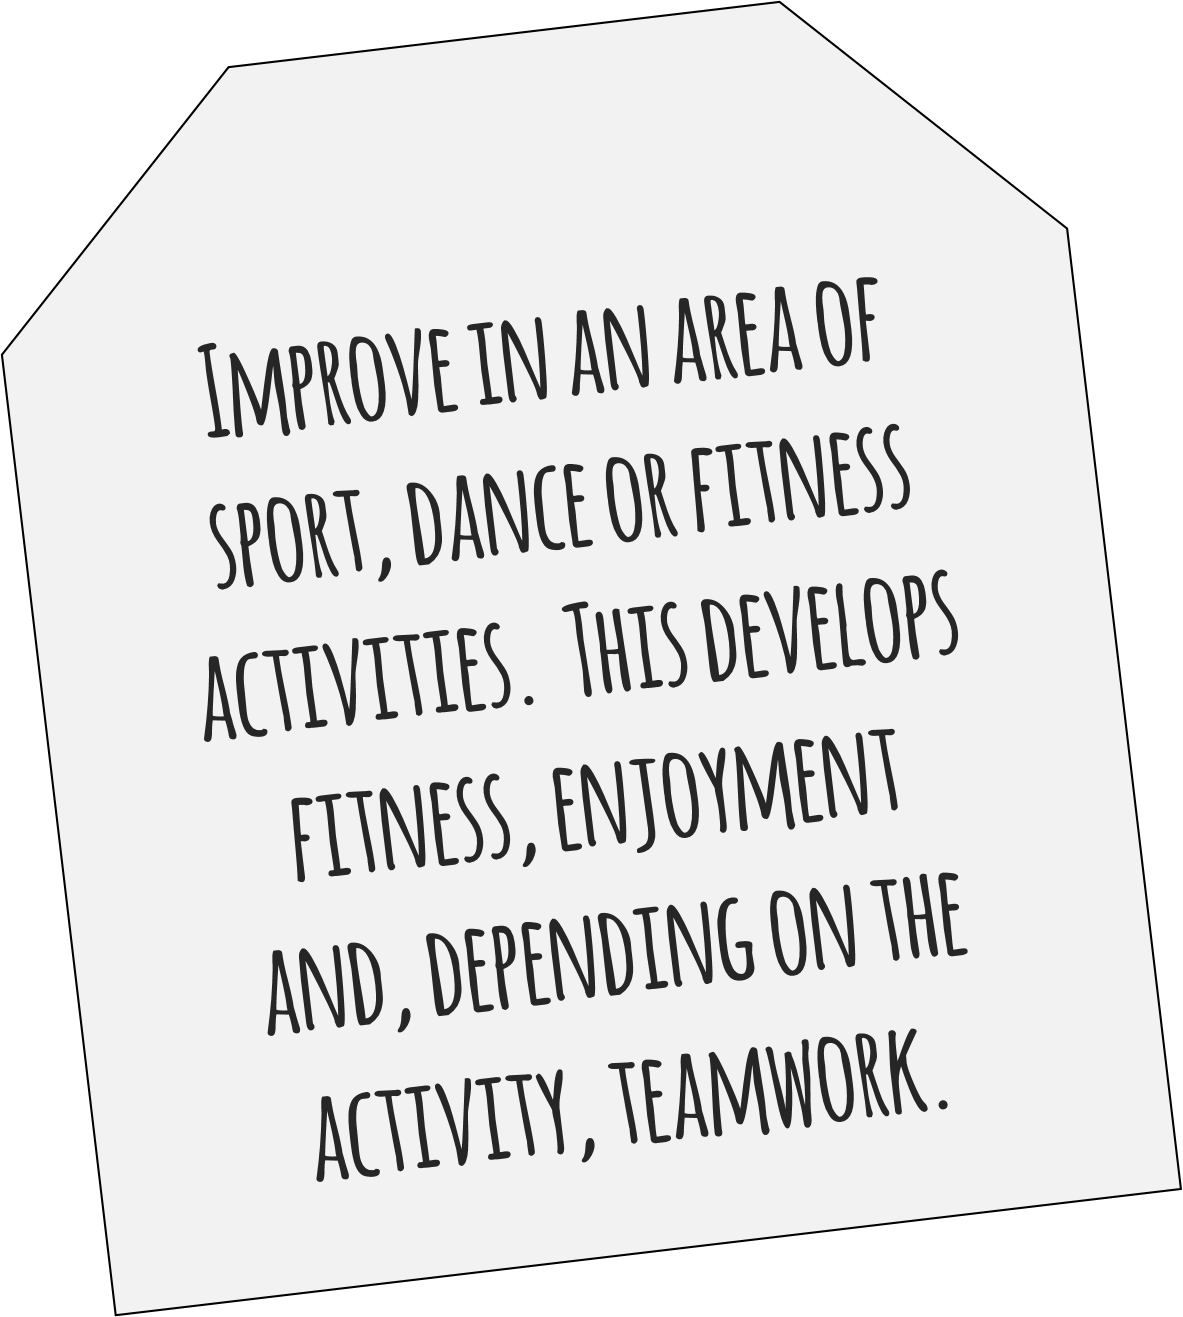 Improve in an area of
sport, dance or fitness
activities.  This develops
fitness, enjoyment
and, depending on the
activity, teamwork.